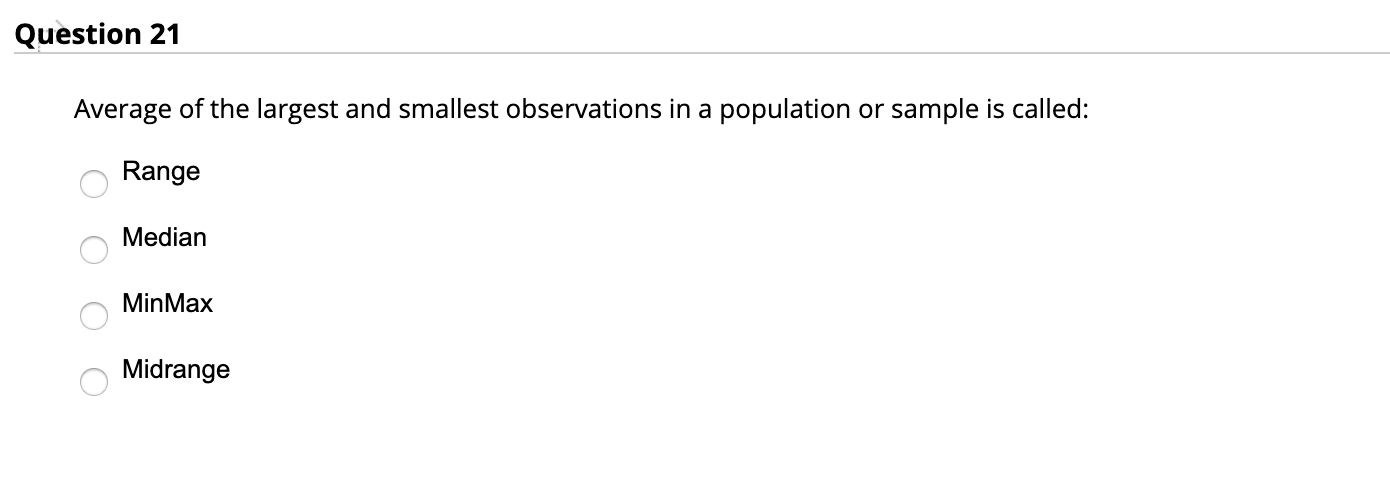 Question 21
Average of the largest and smallest observations in a population or sample is called:
Range
Median
MinMax
Midrange